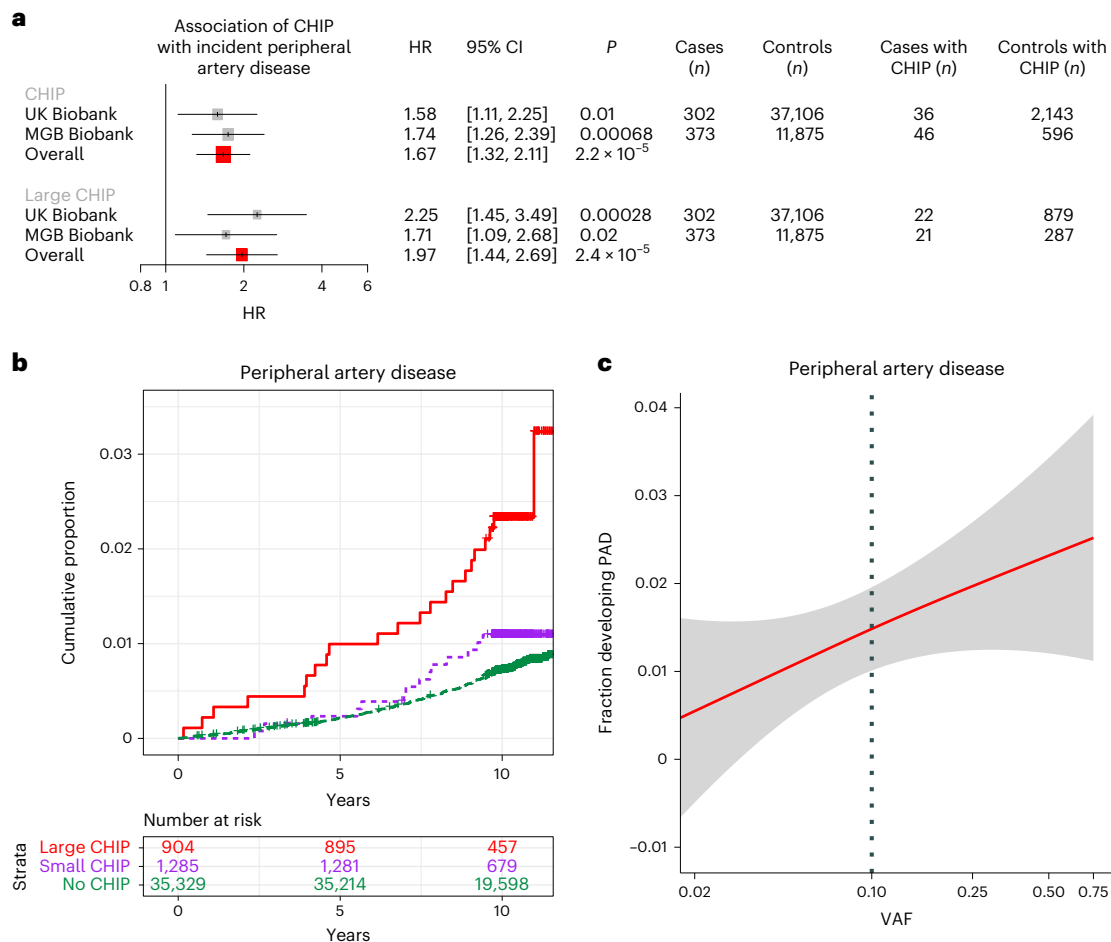 a
Association of CHIP
with incident peripheral
artery disease
HR 95% CI P Cases (n) Controls (n) Cases with CHIP (n) Controls with CHIP (n)
CHIP
UK Biobank 1.58 [1.11, 2.25] 0.01 302 37,106 36 2,143
MGB Biobank 1.74 [1.26, 2.39] 0.00068 373 11,875 46 596
Overall 1.67 [1.32, 2.11] 2.2 × 10⁻⁵
Large CHIP
UK Biobank 2.25 [1.45, 3.49] 0.00028 302 37,106 22 879
MGB Biobank 1.71 [1.09, 2.68] 0.02 373 11,875 21 287
Overall 1.97 [1.44, 2.69] 2.4 × 10⁻⁵
0.8 1 2 4 6
HR
b
Peripheral artery disease
Cumulative proportion
0.03
0.02
0.01
0
0 5 10
Years
Number at risk
Strata
Large CHIP 904 895 457
Small CHIP 1,285 1,281 679
No CHIP 35,329 35,214 19,598
0 5 10
Years
c
Peripheral artery disease
Fraction developing PAD
0.04
0.03
0.02
0.01
0
–0.01
0.02 0.10 0.25 0.50 0.75
VAF